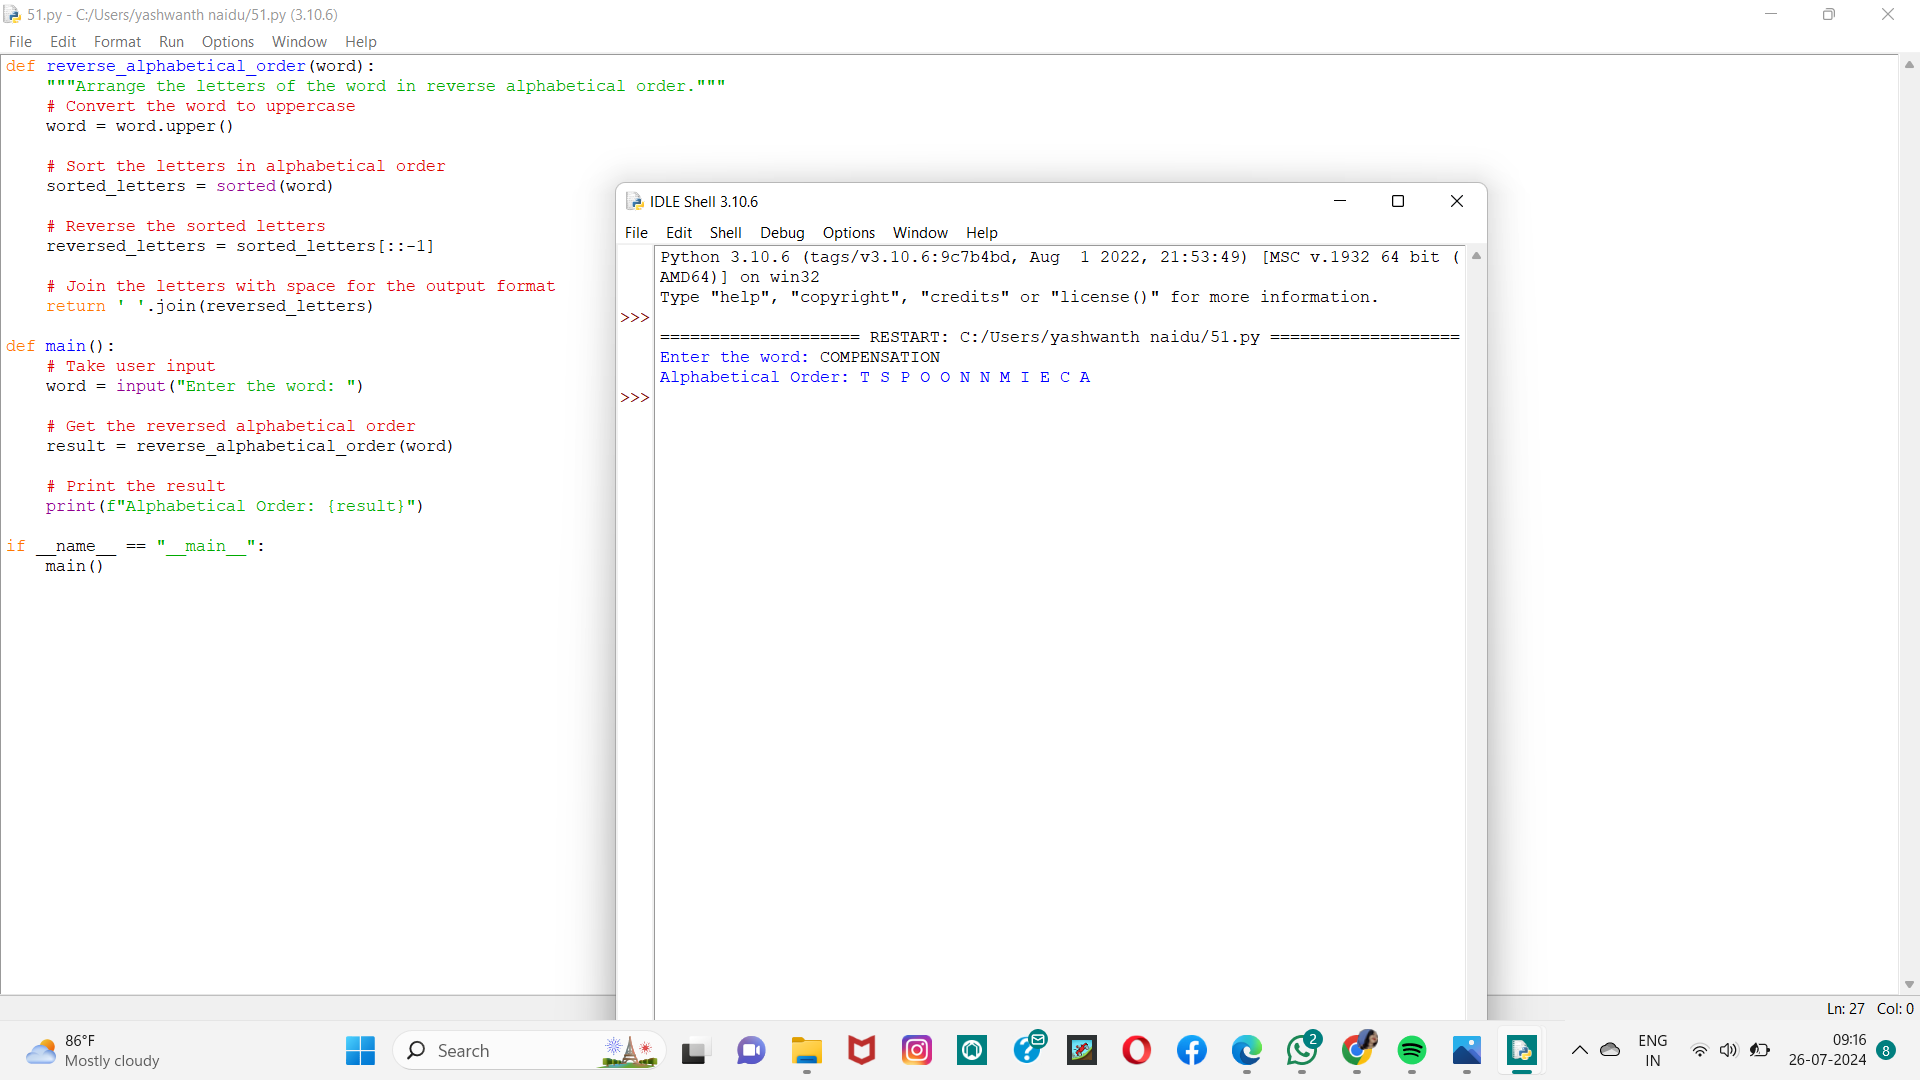 51.py - C:/Users/yashwanth naidu/51.py (3.10.6)
File Edit Format Run Options Window Help
def reverse_alphabetical_order(word):
    """Arrange the letters of the word in reverse alphabetical order."""
    # Convert the word to uppercase
    word = word.upper()

    # Sort the letters in alphabetical order
    sorted_letters = sorted(word)

    # Reverse the sorted letters
    reversed_letters = sorted_letters[::-1]

    # Join the letters with space for the output format
    return ' '.join(reversed_letters)

def main():
    # Take user input
    word = input("Enter the word: ")

    # Get the reversed alphabetical order
    result = reverse_alphabetical_order(word)

    # Print the result
    print(f"Alphabetical Order: {result}")

if __name__ == "__main__":
    main()
IDLE Shell 3.10.6
File Edit Shell Debug Options Window Help
Python 3.10.6 (tags/v3.10.6:9c7b4bd, Aug  1 2022, 21:53:49) [MSC v.1932 64 bit (
AMD64)] on win32
Type "help", "copyright", "credits" or "license()" for more information.
>>>
==================== RESTART: C:/Users/yashwanth naidu/51.py ===================
Enter the word: COMPENSATION
Alphabetical Order: T S P O O N N M I E C A
>>>
Ln: 27 Col: 0
86°F
Mostly cloudy
Search
2
ENG
IN
09:16
26-07-2024
8